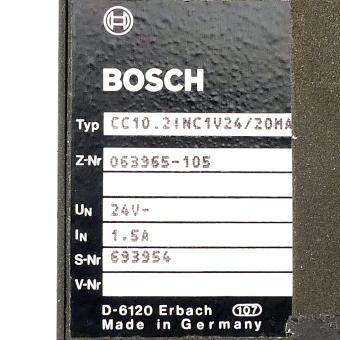 BOSCH
Typ CC10.2INC1V24/20MA
Z-Nr 063965-105
UN 24V-
IN 1.5A
S-Nr 693954
V-Nr
D-6120 Erbach 107
Made in Germany